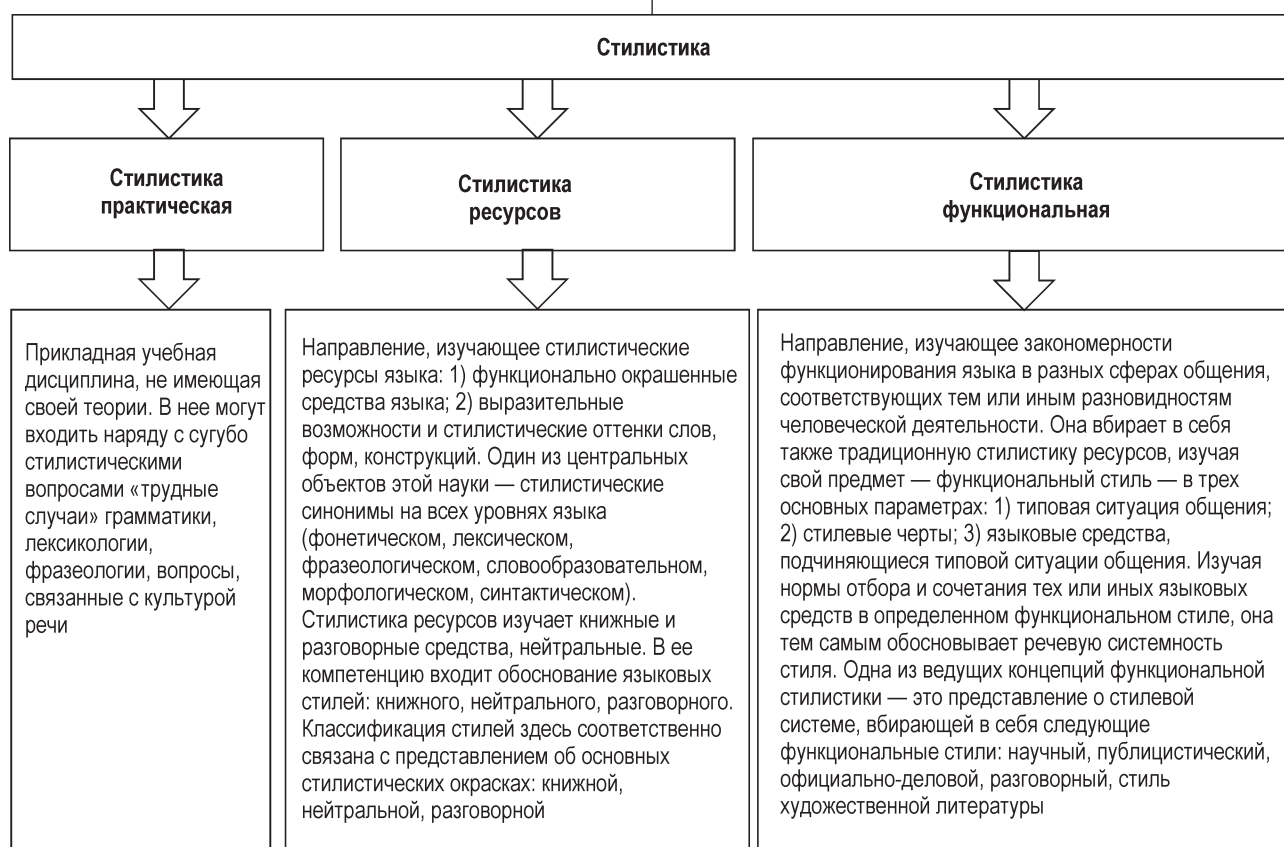 Стилистика
Стилистика
практическая
Стилистика
ресурсов
Стилистика
функциональная
Прикладная учебная
дисциплина, не имеющая
своей теории. В нее могут
входить наряду с сугубо
стилистическими
вопросами «трудные
случаи» грамматики,
лексикологии,
фразеологии, вопросы,
связанные с культурой
речи
Направление, изучающее стилистические
ресурсы языка: 1) функционально окрашенные
средства языка; 2) выразительные
возможности и стилистические оттенки слов,
форм, конструкций. Один из центральных
объектов этой науки — стилистические
синонимы на всех уровнях языка
(фонетическом, лексическом,
фразеологическом, словообразовательном,
морфологическом, синтактическом).
Стилистика ресурсов изучает книжные и
разговорные средства, нейтральные. В ее
компетенцию входит обоснование языковых
стилей: книжного, нейтрального, разговорного.
Классификация стилей здесь соответственно
связана с представлением об основных
стилистических окрасках: книжной,
нейтральной, разговорной
Направление, изучающее закономерности
функционирования языка в разных сферах общения,
соответствующих тем или иным разновидностям
человеческой деятельности. Она вбирает в себя
также традиционную стилистику ресурсов, изучая
свой предмет — функциональный стиль — в трех
основных параметрах: 1) типовая ситуация общения;
2) стилевые черты; 3) языковые средства,
подчиняющиеся типовой ситуации общения. Изучая
нормы отбора и сочетания тех или иных языковых
средств в определенном функциональном стиле, она
тем самым обосновывает речевую системность
стиля. Одна из ведущих концепций функциональной
стилистики — это представление о стилевой
системе, вбирающей в себя следующие
функциональные стили: научный, публицистический,
официально-деловой, разговорный, стиль
художественной литературы